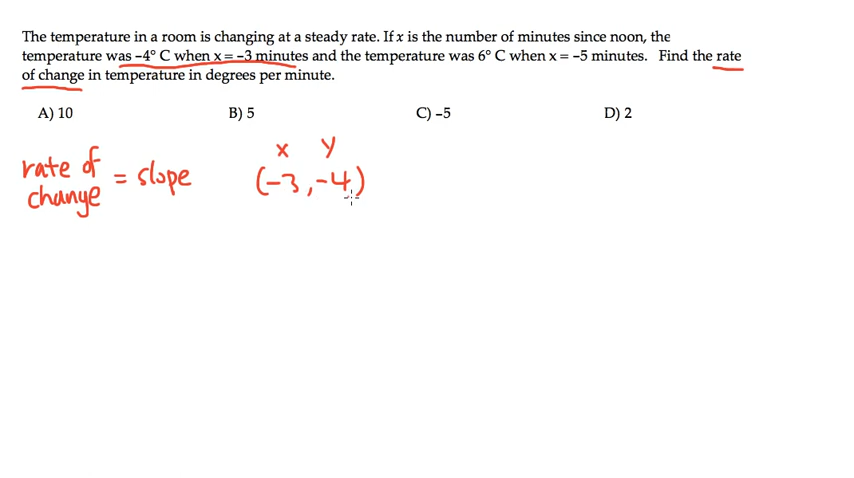 The temperature in a room is changing at a steady rate. If x is the number of minutes since noon, the
temperature was –4° C when x = –3 minutes and the temperature was 6° C when x = –5 minutes. Find the rate
of change in temperature in degrees per minute.
A) 10 B) 5 C) –5 D) 2
x y
rate of change = slope (-3, -4)